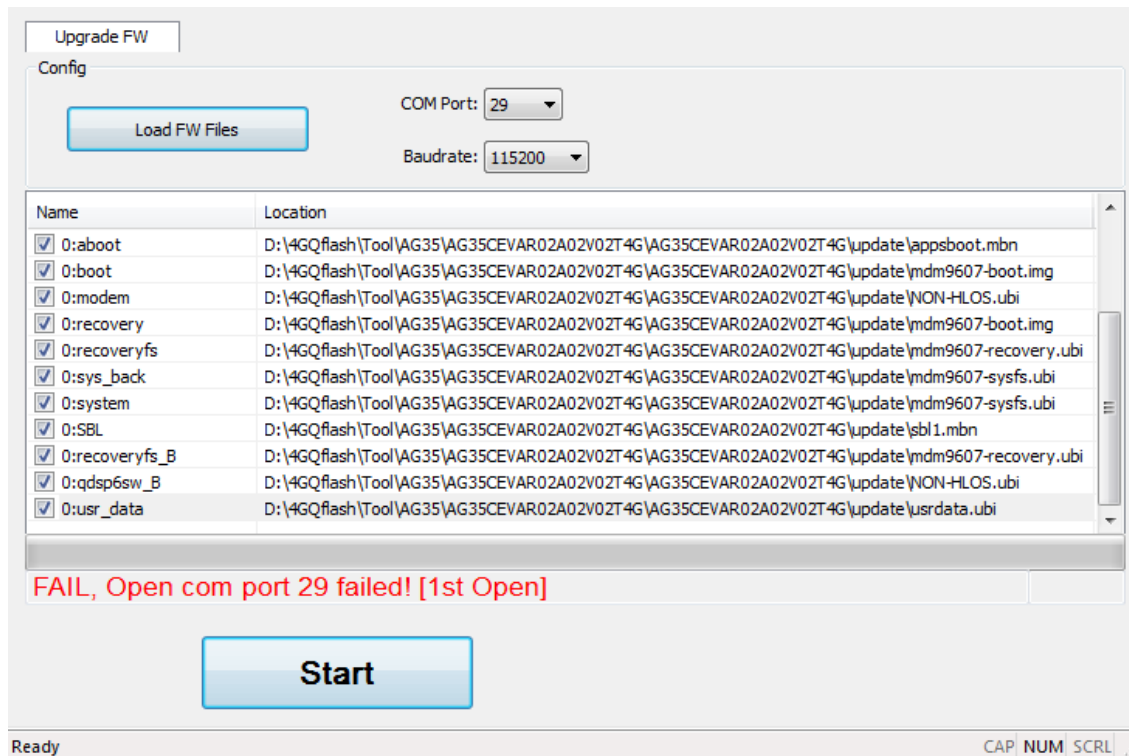 Upgrade FW
Config
Load FW Files
COM Port: 29
Baudrate: 115200
Name Location
0:aboot D:\4GQflash\Tool\AG35\AG35CEVAR02A02V02T4G\AG35CEVAR02A02V02T4G\update\appsboot.mbn
0:boot D:\4GQflash\Tool\AG35\AG35CEVAR02A02V02T4G\AG35CEVAR02A02V02T4G\update\mdm9607-boot.img
0:modem D:\4GQflash\Tool\AG35\AG35CEVAR02A02V02T4G\AG35CEVAR02A02V02T4G\update\NON-HLOS.ubi
0:recovery D:\4GQflash\Tool\AG35\AG35CEVAR02A02V02T4G\AG35CEVAR02A02V02T4G\update\mdm9607-boot.img
0:recoveryfs D:\4GQflash\Tool\AG35\AG35CEVAR02A02V02T4G\AG35CEVAR02A02V02T4G\update\mdm9607-recovery.ubi
0:sys_back D:\4GQflash\Tool\AG35\AG35CEVAR02A02V02T4G\AG35CEVAR02A02V02T4G\update\mdm9607-sysfs.ubi
0:system D:\4GQflash\Tool\AG35\AG35CEVAR02A02V02T4G\AG35CEVAR02A02V02T4G\update\mdm9607-sysfs.ubi
0:SBL D:\4GQflash\Tool\AG35\AG35CEVAR02A02V02T4G\AG35CEVAR02A02V02T4G\update\sbl1.mbn
0:recoveryfs_B D:\4GQflash\Tool\AG35\AG35CEVAR02A02V02T4G\AG35CEVAR02A02V02T4G\update\mdm9607-recovery.ubi
0:qdsp6sw_B D:\4GQflash\Tool\AG35\AG35CEVAR02A02V02T4G\AG35CEVAR02A02V02T4G\update\NON-HLOS.ubi
0:usr_data D:\4GQflash\Tool\AG35\AG35CEVAR02A02V02T4G\AG35CEVAR02A02V02T4G\update\usrdata.ubi
FAIL, Open com port 29 failed! [1st Open]
Start
Ready CAP NUM SCRL